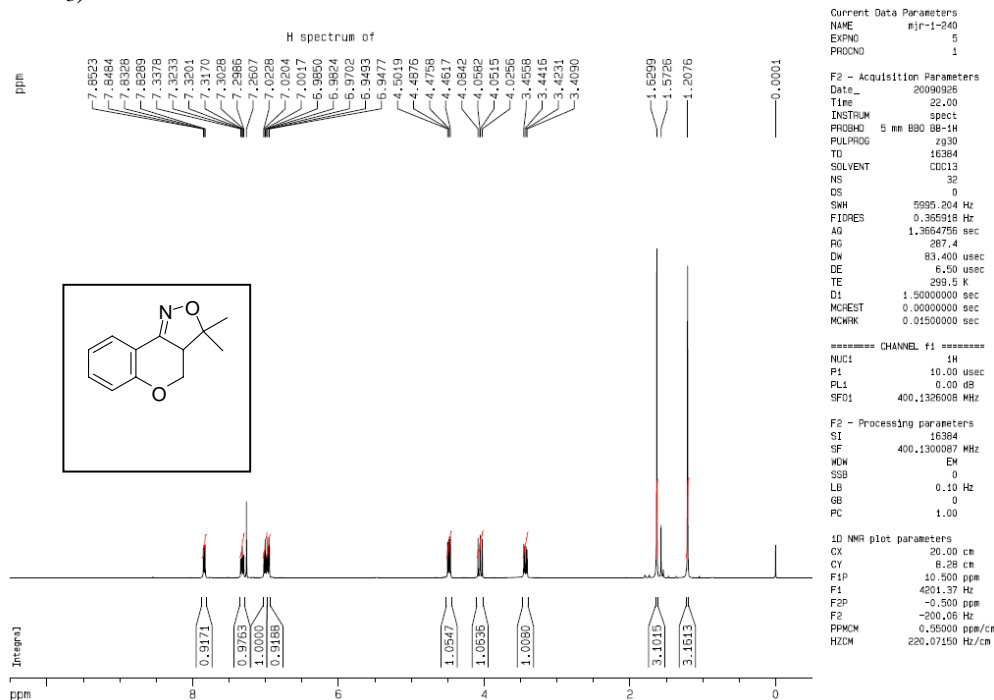 H spectrum of
ppm
7.8523
7.8484
7.8328
7.8289
7.3378
7.3233
7.3201
7.3170
7.3028
7.2986
7.2607
7.0228
7.0204
7.0017
6.9850
6.9824
6.9702
6.9493
6.9477
4.5019
4.4876
4.4758
4.4617
4.0842
4.0582
4.0515
4.0256
3.4558
3.4416
3.4231
3.4090
1.6299
1.5726
1.2076
-0.0001
N
O
O
Integral
0.9171
0.9763
1.0000
0.9188
1.0547
1.0636
1.0080
3.1015
3.1613
ppm
8
6
4
2
0
Current Data Parameters
NAME mjr-1-240
EXPNO 5
PROCNO 1
F2 - Acquisition Parameters
Date_ 20090926
Time 22.00
INSTRUM spect
PROBHD 5 mm BBO BB-1H
PULPROG zg30
TD 16384
SOLVENT CDCl3
NS 32
DS 0
SWH 5995.204 Hz
FIDRES 0.365918 Hz
AQ 1.3664756 sec
RG 287.4
DW 83.400 usec
DE 6.50 usec
TE 299.5 K
D1 1.50000000 sec
MCREST 0.00000000 sec
MCWRK 0.01500000 sec
======== CHANNEL f1 ========
NUC1 1H
P1 10.00 usec
PL1 0.00 dB
SFO1 400.1326008 MHz
F2 - Processing parameters
SI 16384
SF 400.1300087 MHz
WDW EM
SSB 0
LB 0.10 Hz
GB 0
PC 1.00
1D NMR plot parameters
CX 20.00 cm
CY 8.28 cm
F1P 10.500 ppm
F1 4201.37 Hz
F2P -0.500 ppm
F2 -200.06 Hz
PPMCM 0.55000 ppm/cm
HZCM 220.07150 Hz/cm